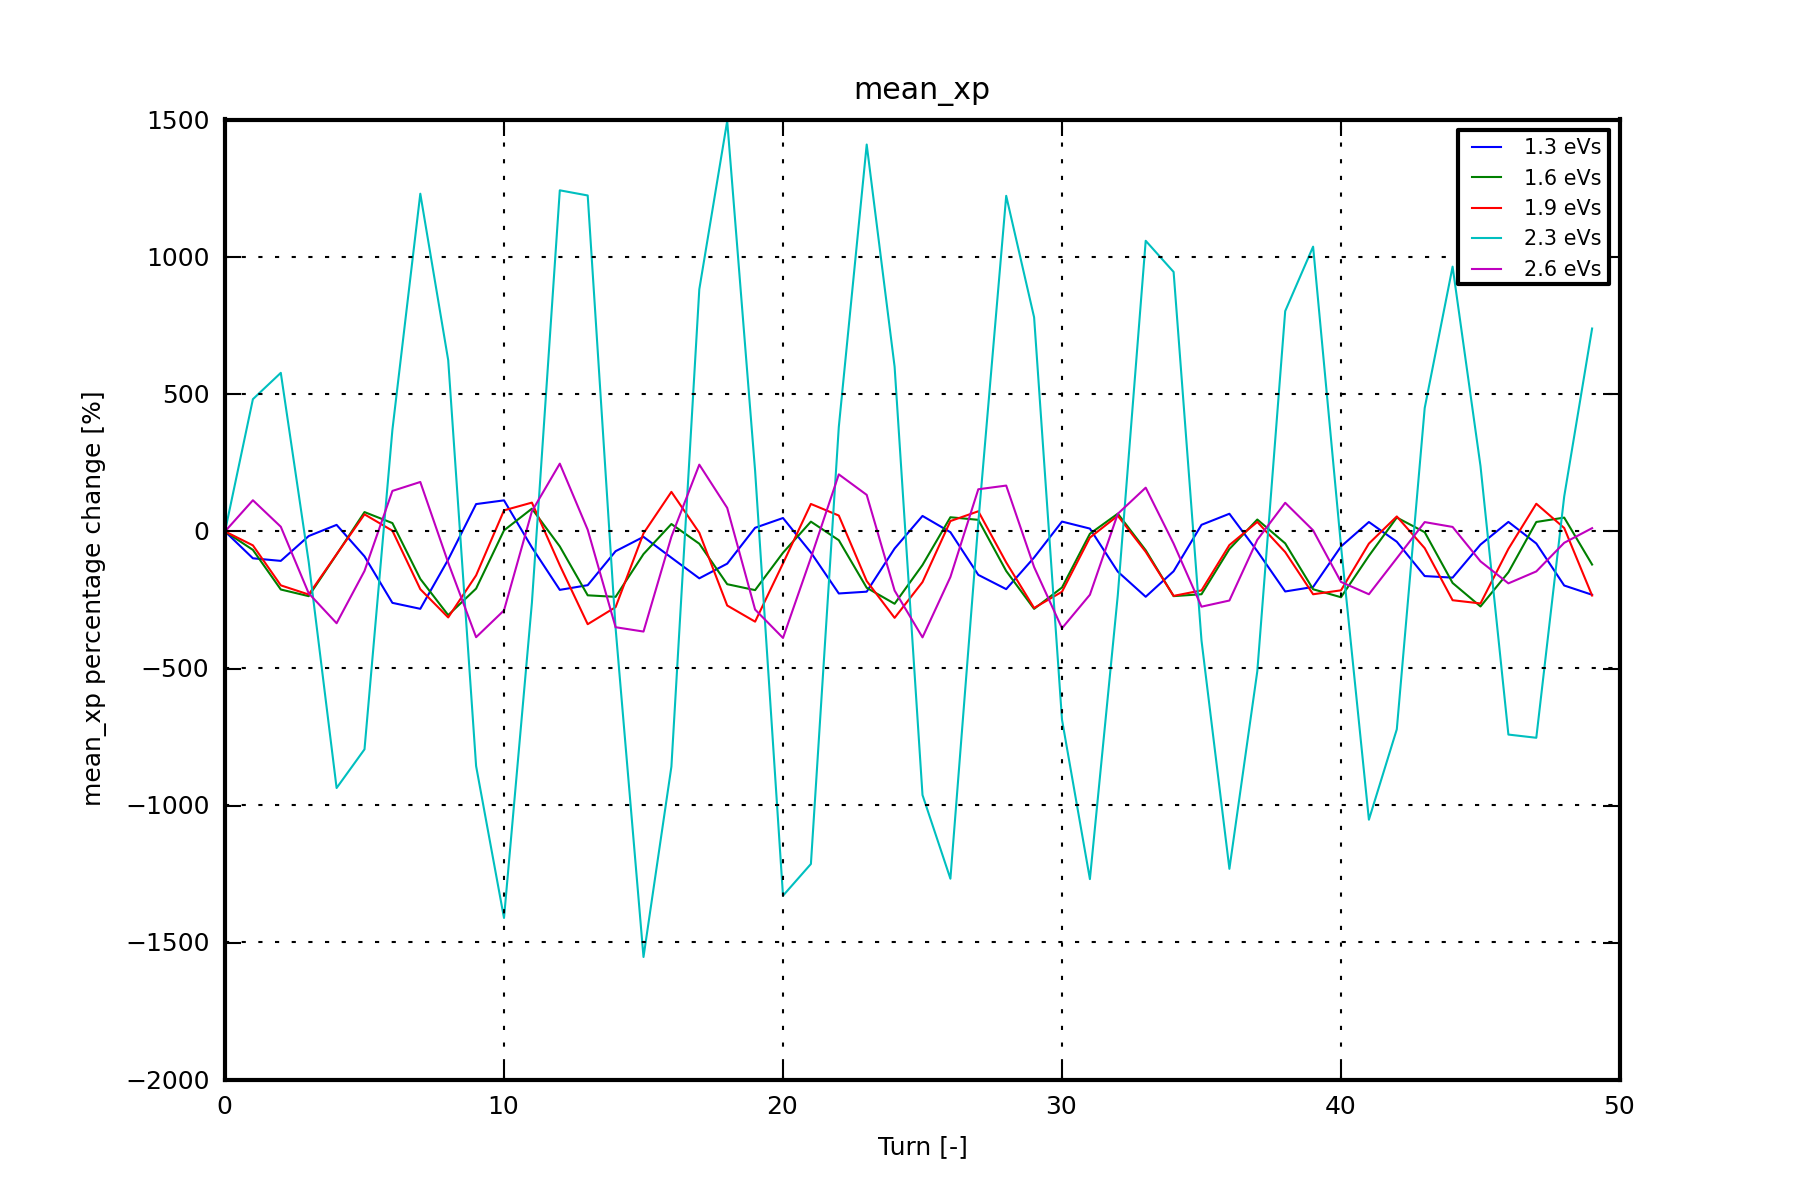 mean_xp
1500
1000
500
0
−500
−1000
−1500
−2000
mean_xp percentage change [%]
1.3 eVs
1.6 eVs
1.9 eVs
2.3 eVs
2.6 eVs
0 10 20 30 40 50
Turn [-]